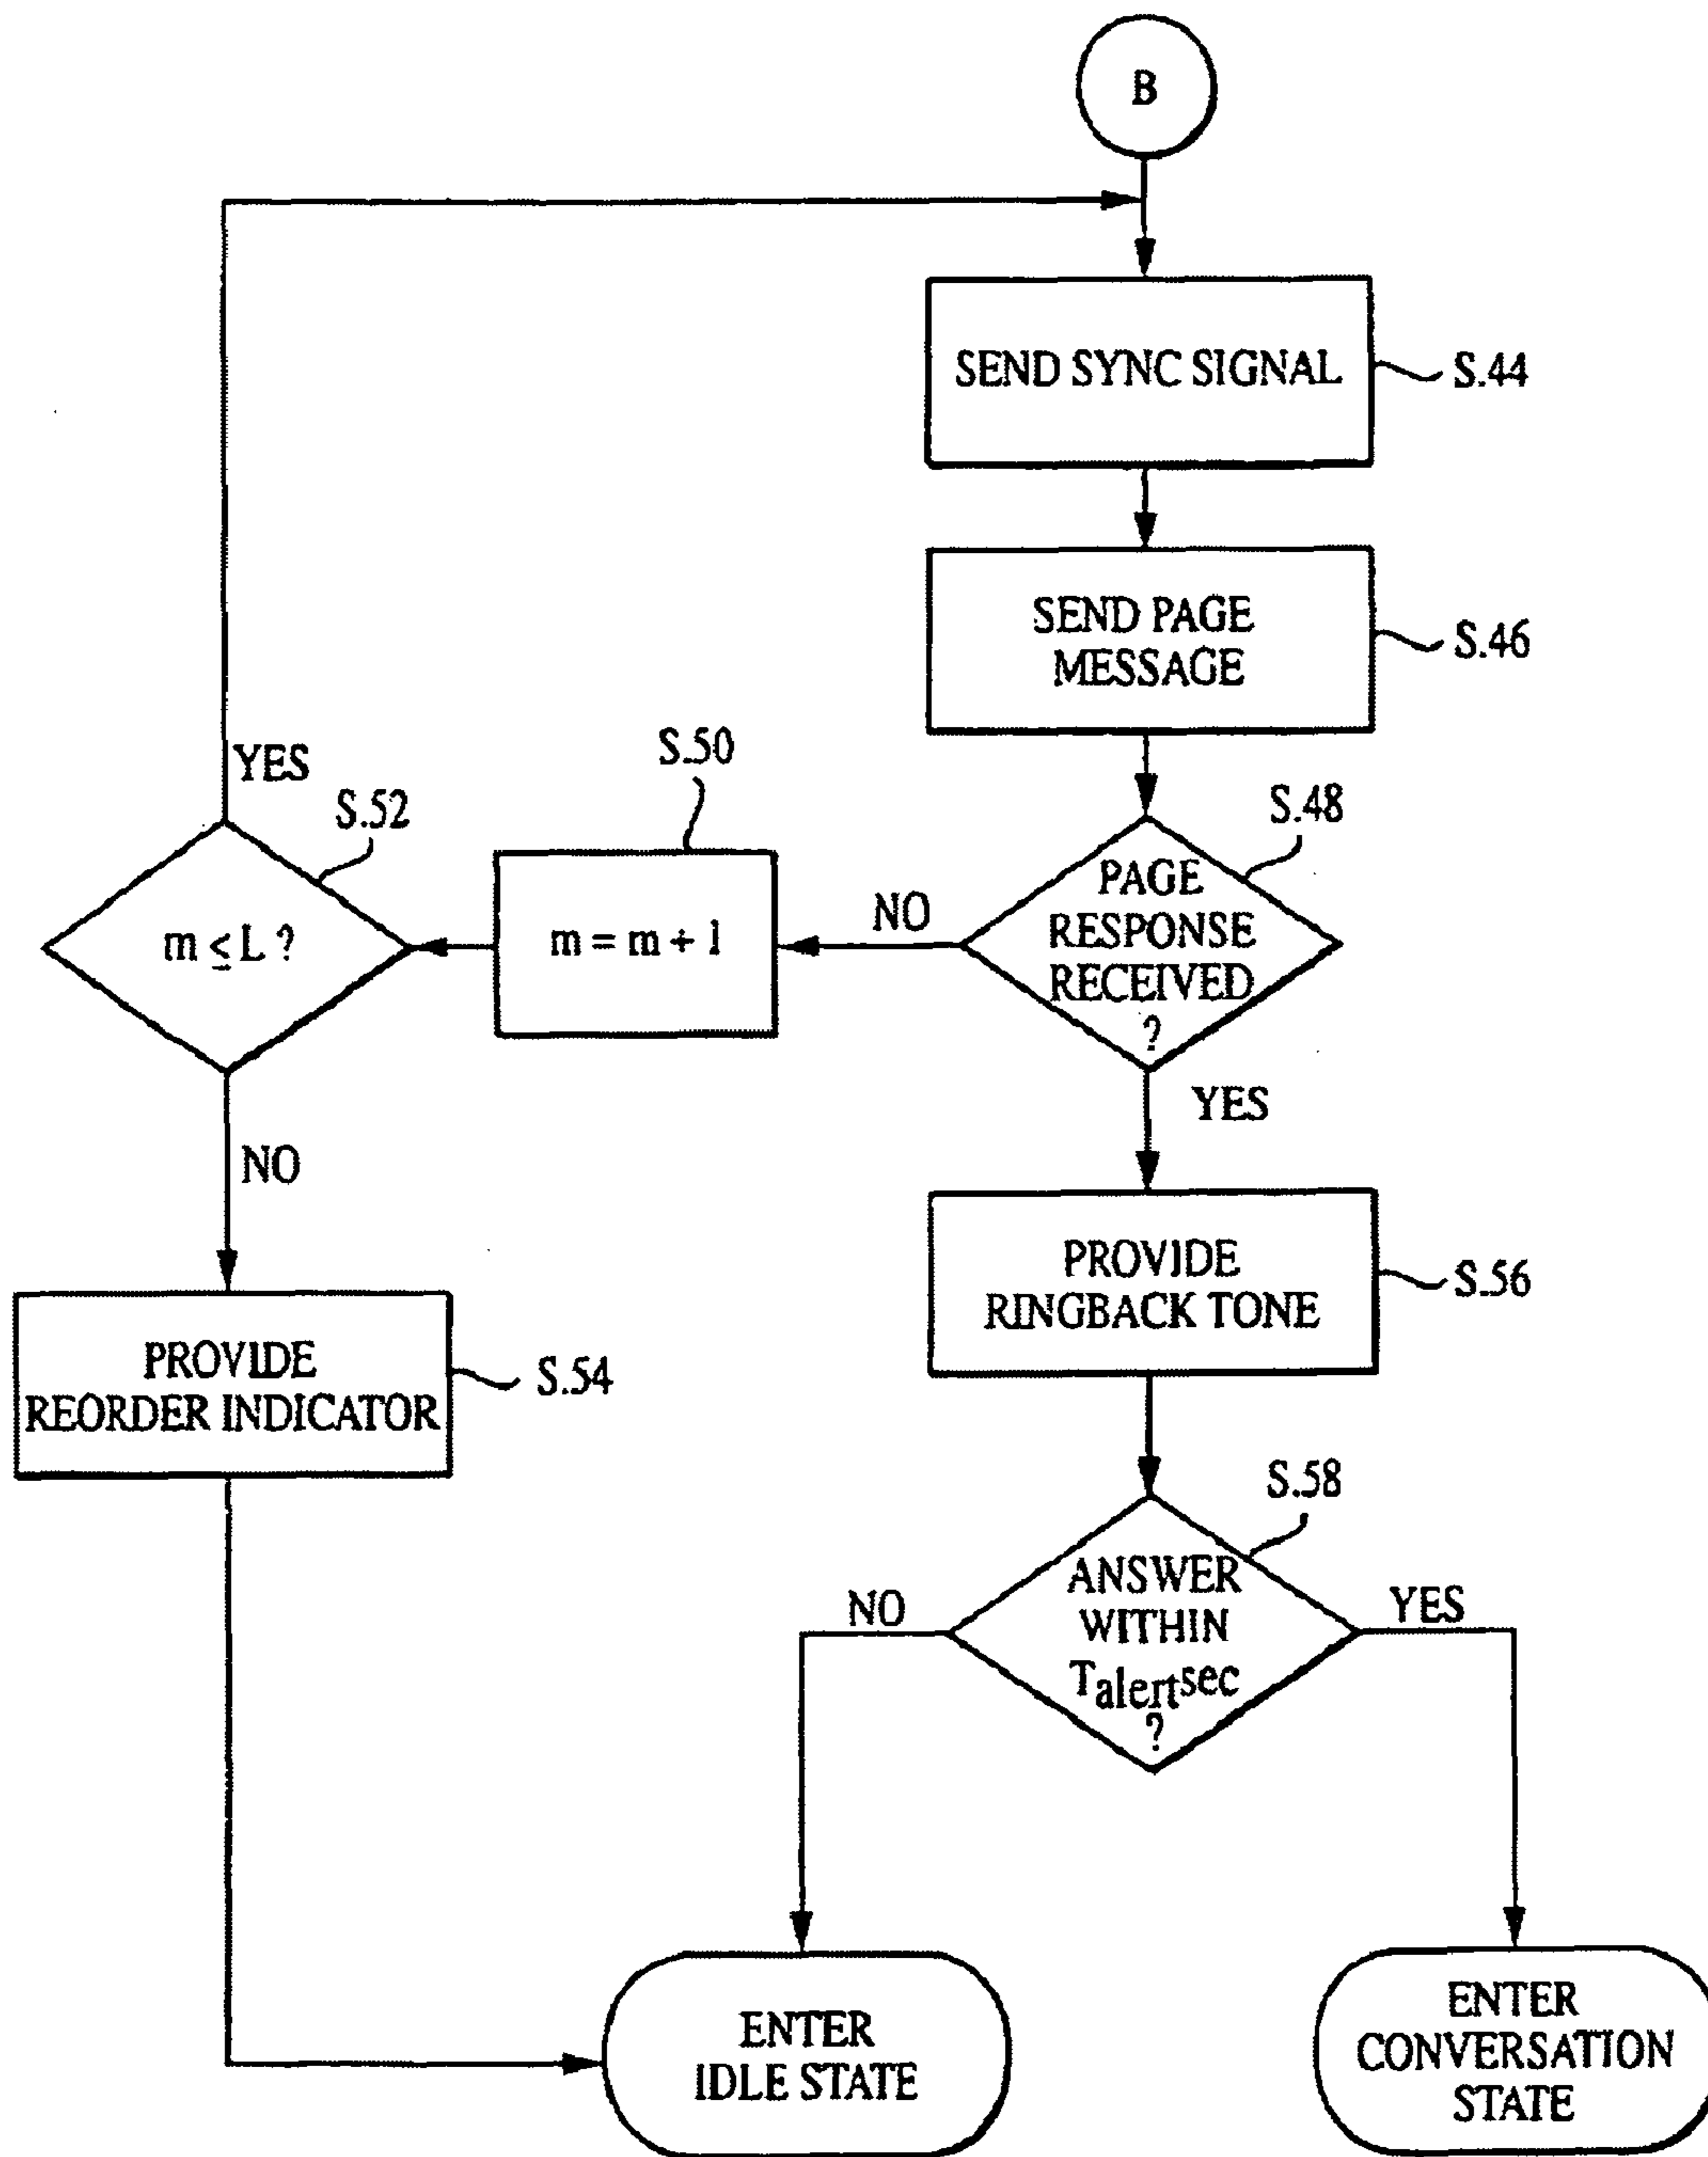 B
SEND SYNC SIGNAL
S.44
SEND PAGE
MESSAGE
S.46
YES
S.50
S.52
S.48
m ≤ L ?
m = m + 1
NO
PAGE
RESPONSE
RECEIVED
?
YES
NO
PROVIDE
RINGBACK TONE
S.56
PROVIDE
REORDER INDICATOR
S.54
S.58
NO
ANSWER
WITHIN
Talertsec
?
YES
ENTER
IDLE STATE
ENTER
CONVERSATION
STATE